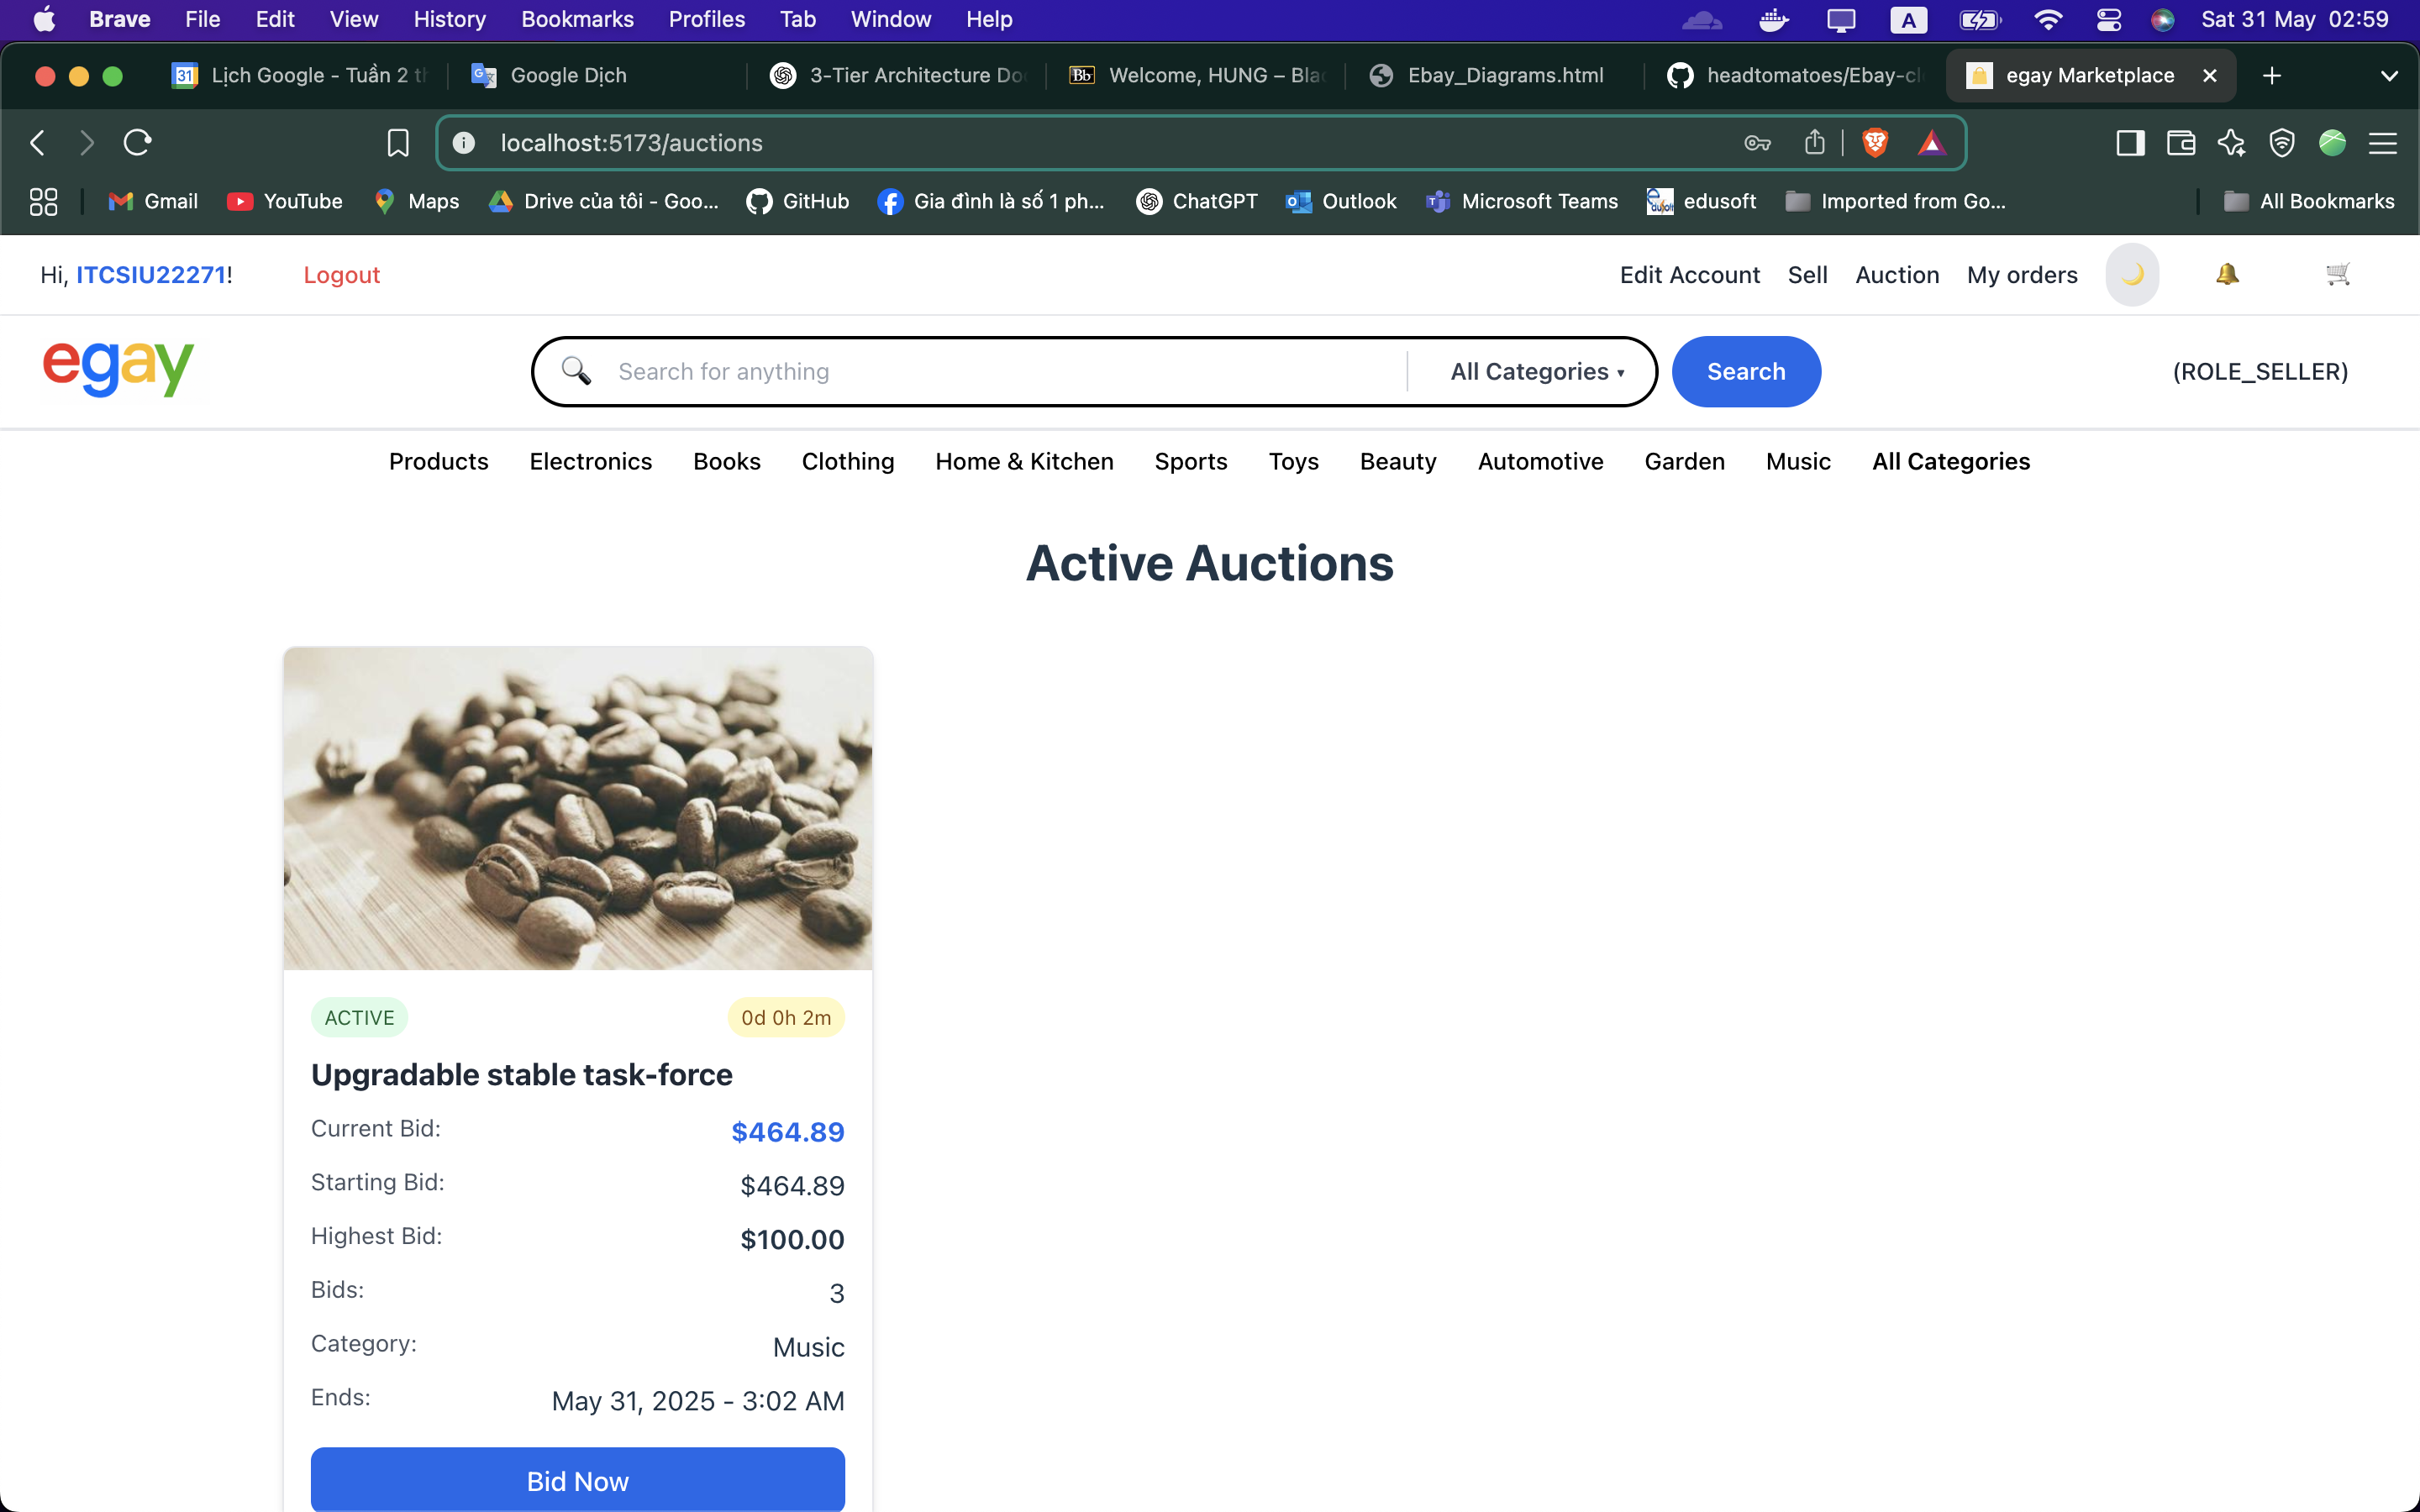 Brave File Edit View History Bookmarks Profiles Tab Window Help A Sat 31 May 02:59
31 Lịch Google - Tuần 2 th Google Dịch 3-Tier Architecture Do Bb Welcome, HUNG – Bla Ebay_Diagrams.html headtomatoes/Ebay-cl egay Marketplace
localhost:5173/auctions
Gmail YouTube Maps Drive của tôi - Goo... GitHub Gia đình là số 1 ph... ChatGPT Outlook Microsoft Teams edusoft Imported from Go... All Bookmarks
Hi, ITCSIU22271! Logout Edit Account Sell Auction My orders
egay Search for anything All Categories ▾ Search (ROLE_SELLER)
Products Electronics Books Clothing Home & Kitchen Sports Toys Beauty Automotive Garden Music All Categories
Active Auctions
ACTIVE 0d 0h 2m
Upgradable stable task-force
Current Bid: $464.89
Starting Bid: $464.89
Highest Bid: $100.00
Bids: 3
Category: Music
Ends: May 31, 2025 - 3:02 AM
Bid Now